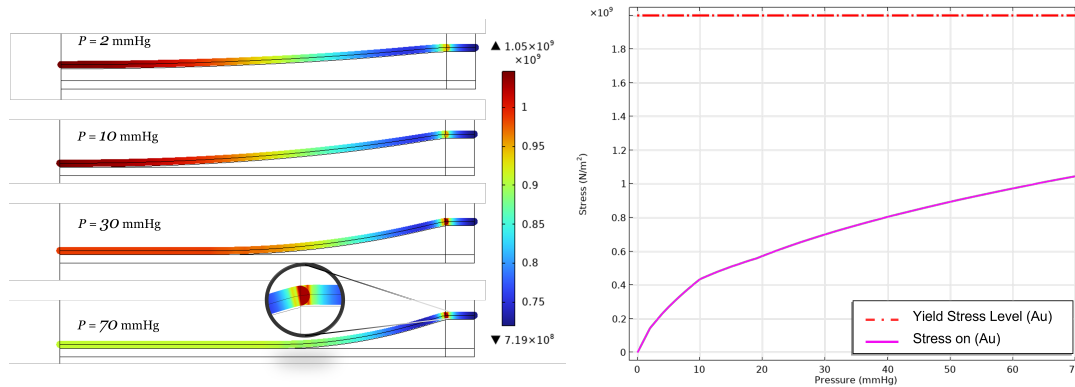 P = 2 mmHg
P = 10 mmHg
P = 30 mmHg
P = 70 mmHg
▲ 1.05×10⁹
×10⁹
1
0.95
0.9
0.85
0.8
0.75
▼ 7.19×10⁸
×10⁹
1.8
1.6
1.4
1.2
1
0.8
0.6
0.4
0.2
0
Stress (N/m²)
0 10 20 30 40 50 60 7
Pressure (mmHg)
Yield Stress Level (Au)
Stress on (Au)